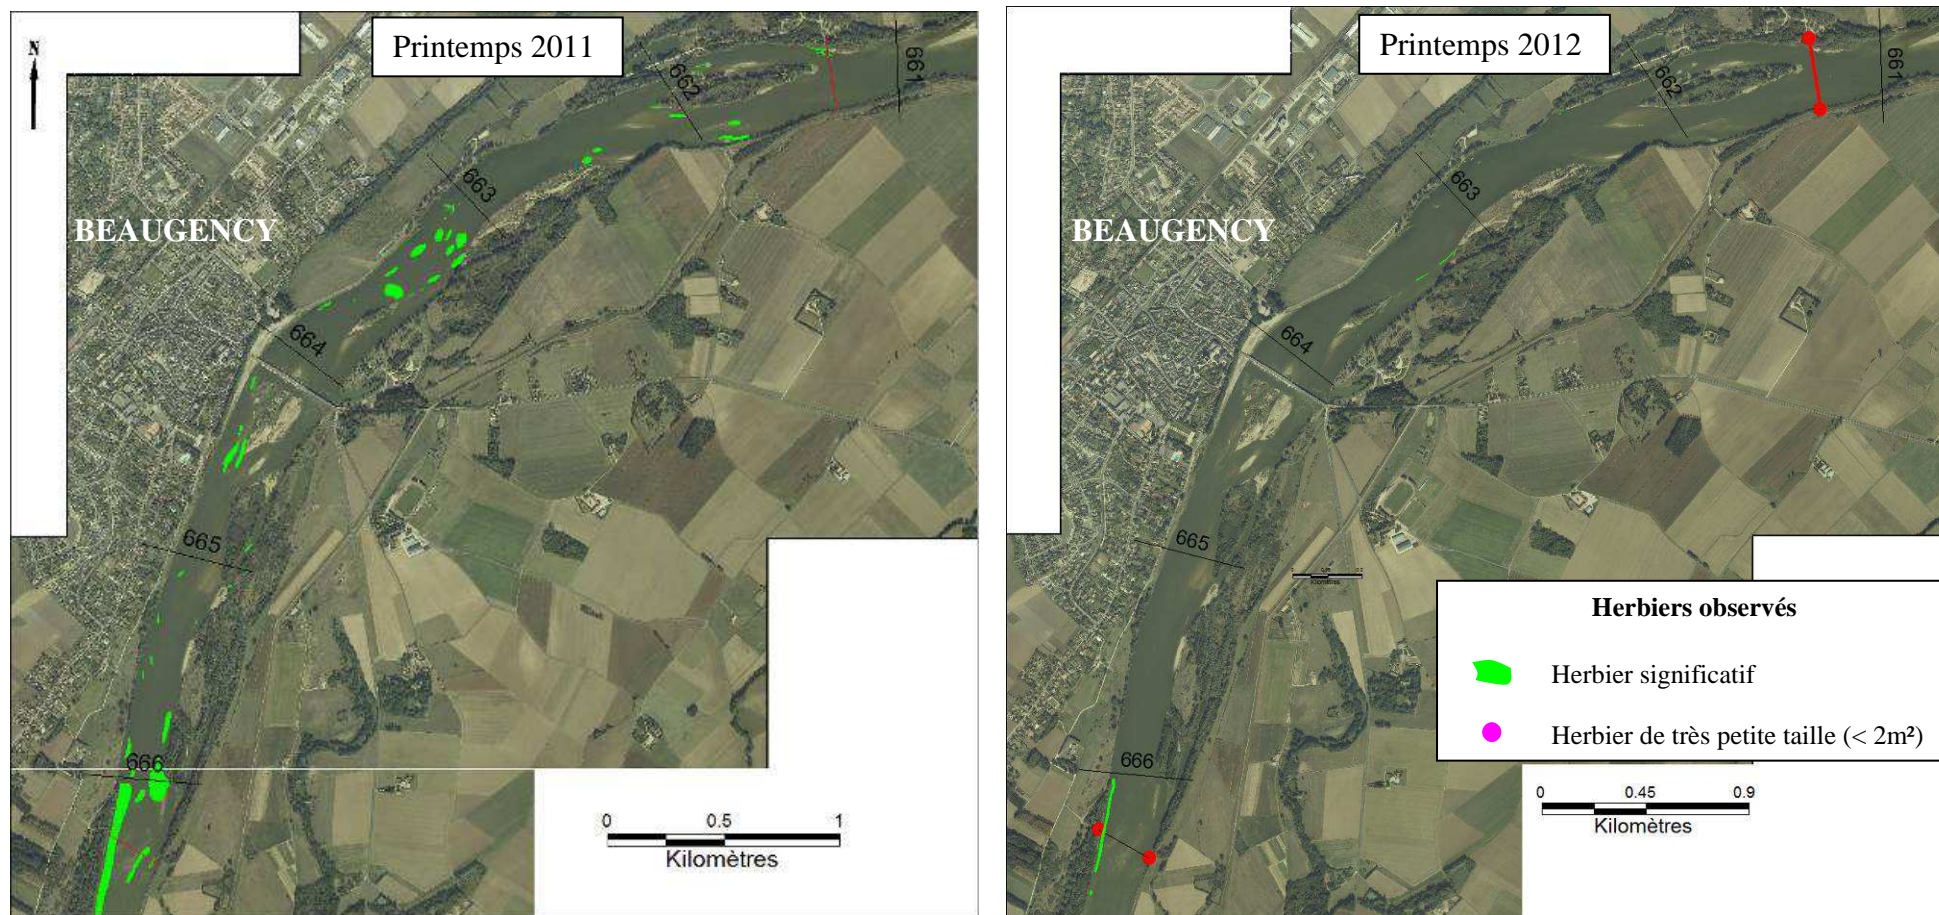 N
Printemps 2011
661
662
663
BEAUGENCY
664
665
666
0 0.5 1
Kilomètres
Printemps 2012
661
662
663
BEAUGENCY
664
665
Kilomètres
666
Herbiers observés
Herbier significatif
Herbier de très petite taille (< 2m²)
0 0.45 0.9
Kilomètres